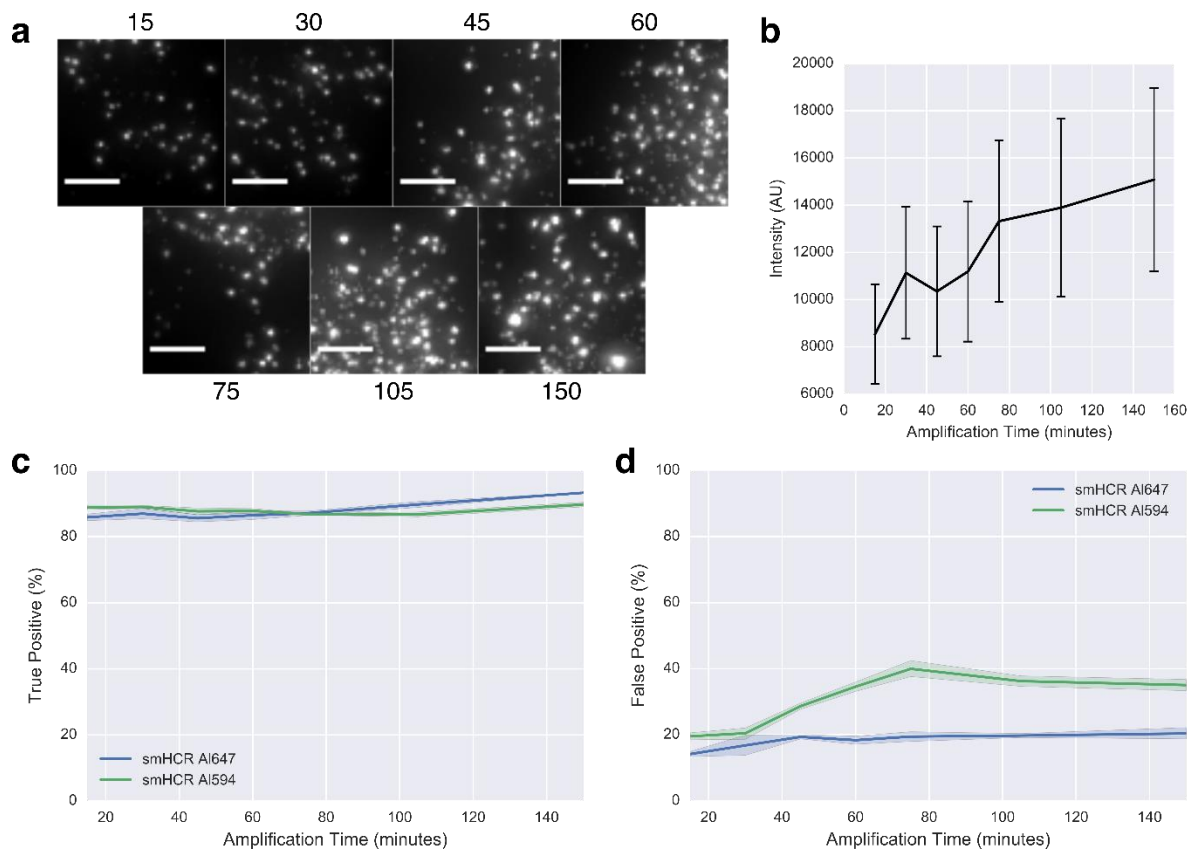 a
15 30 45 60
75 105 150
b
20000
18000
16000
14000
12000
10000
8000
6000
Intensity (AU)
0 20 40 60 80 100 120 140 160
Amplification Time (minutes)
c
100
80
60
40
20
0
True Positive (%)
smHCR Al647
smHCR Al594
20 40 60 80 100 120 140
Amplification Time (minutes)
d
100
80
60
40
20
0
False Positive (%)
smHCR Al647
smHCR Al594
20 40 60 80 100 120 140
Amplification Time (minutes)